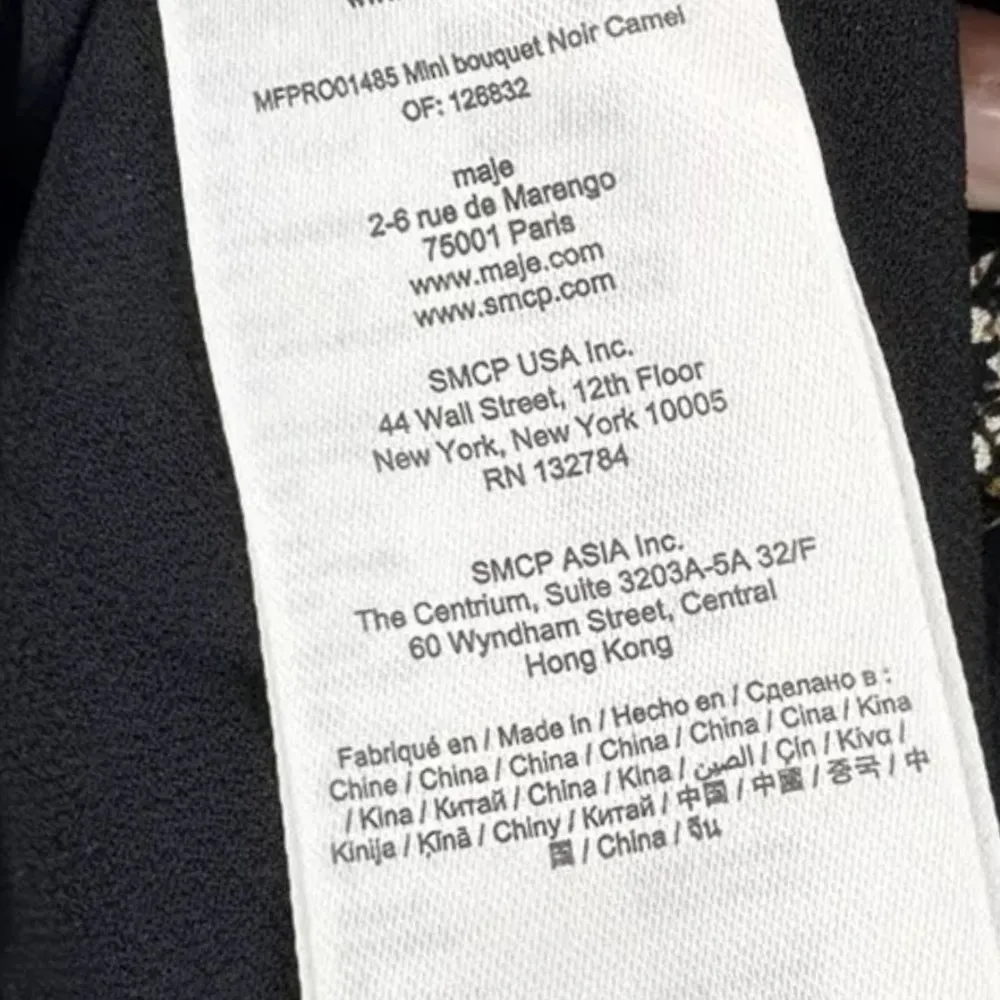 MFPRO01485 Mini bouquet Noir Camel
OF: 126832
maje
2-6 rue de Marengo
75001 Paris
www.maje.com
www.smcp.com
SMCP USA Inc.
44 Wall Street, 12th Floor
New York, New York 10005
RN 132784
SMCP ASIA Inc.
The Centrium, Suite 3203A-5A 32/F
60 Wyndham Street, Central
Hong Kong
Fabriqué en / Made in / Hecho en / Сделано в :
Chine / China / China / China / China / Cina / Kina
/ Kina / Китай / China / Kina / الصين / Çin / Κίνα /
Kinija / Ķīnā / Chiny / Китай / 中国 / 中國 / 중국 / 中
国 / China / จีน